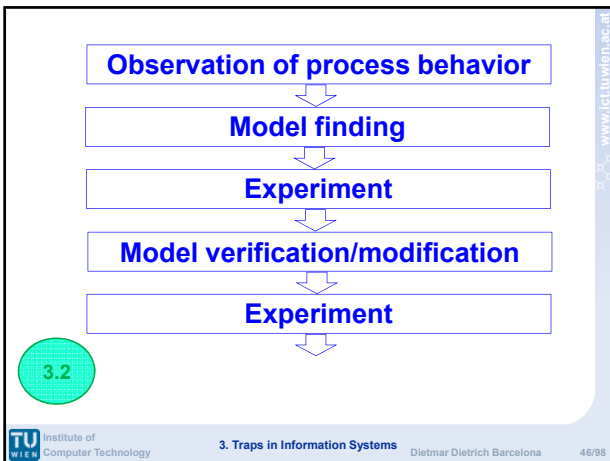 Observation of process behavior
Model finding
Experiment
Model verification/modification
Experiment
3.2
www.ict.tuwien.ac.at
TU
WIEN
Institute of
Computer Technology
3. Traps in Information Systems
Dietmar Dietrich Barcelona
46/98